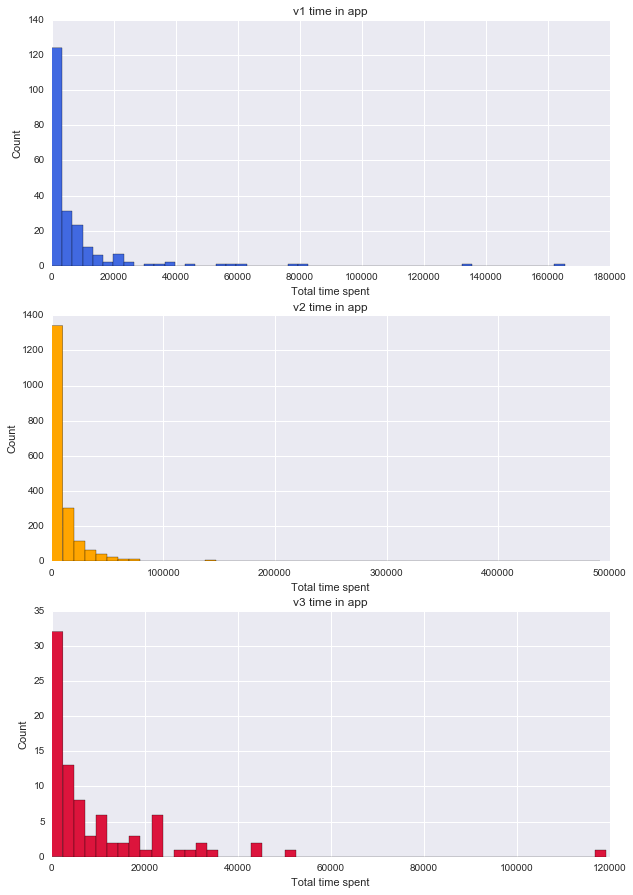 v1 time in app
140
120
100
80
60
40
20
0
Count
0 20000 40000 60000 80000 100000 120000 140000 160000 180000
Total time spent
v2 time in app
1400
1200
1000
800
600
400
200
0
Count
0 100000 200000 300000 400000 500000
Total time spent
v3 time in app
35
30
25
20
15
10
5
0
Count
0 20000 40000 60000 80000 100000 120000
Total time spent